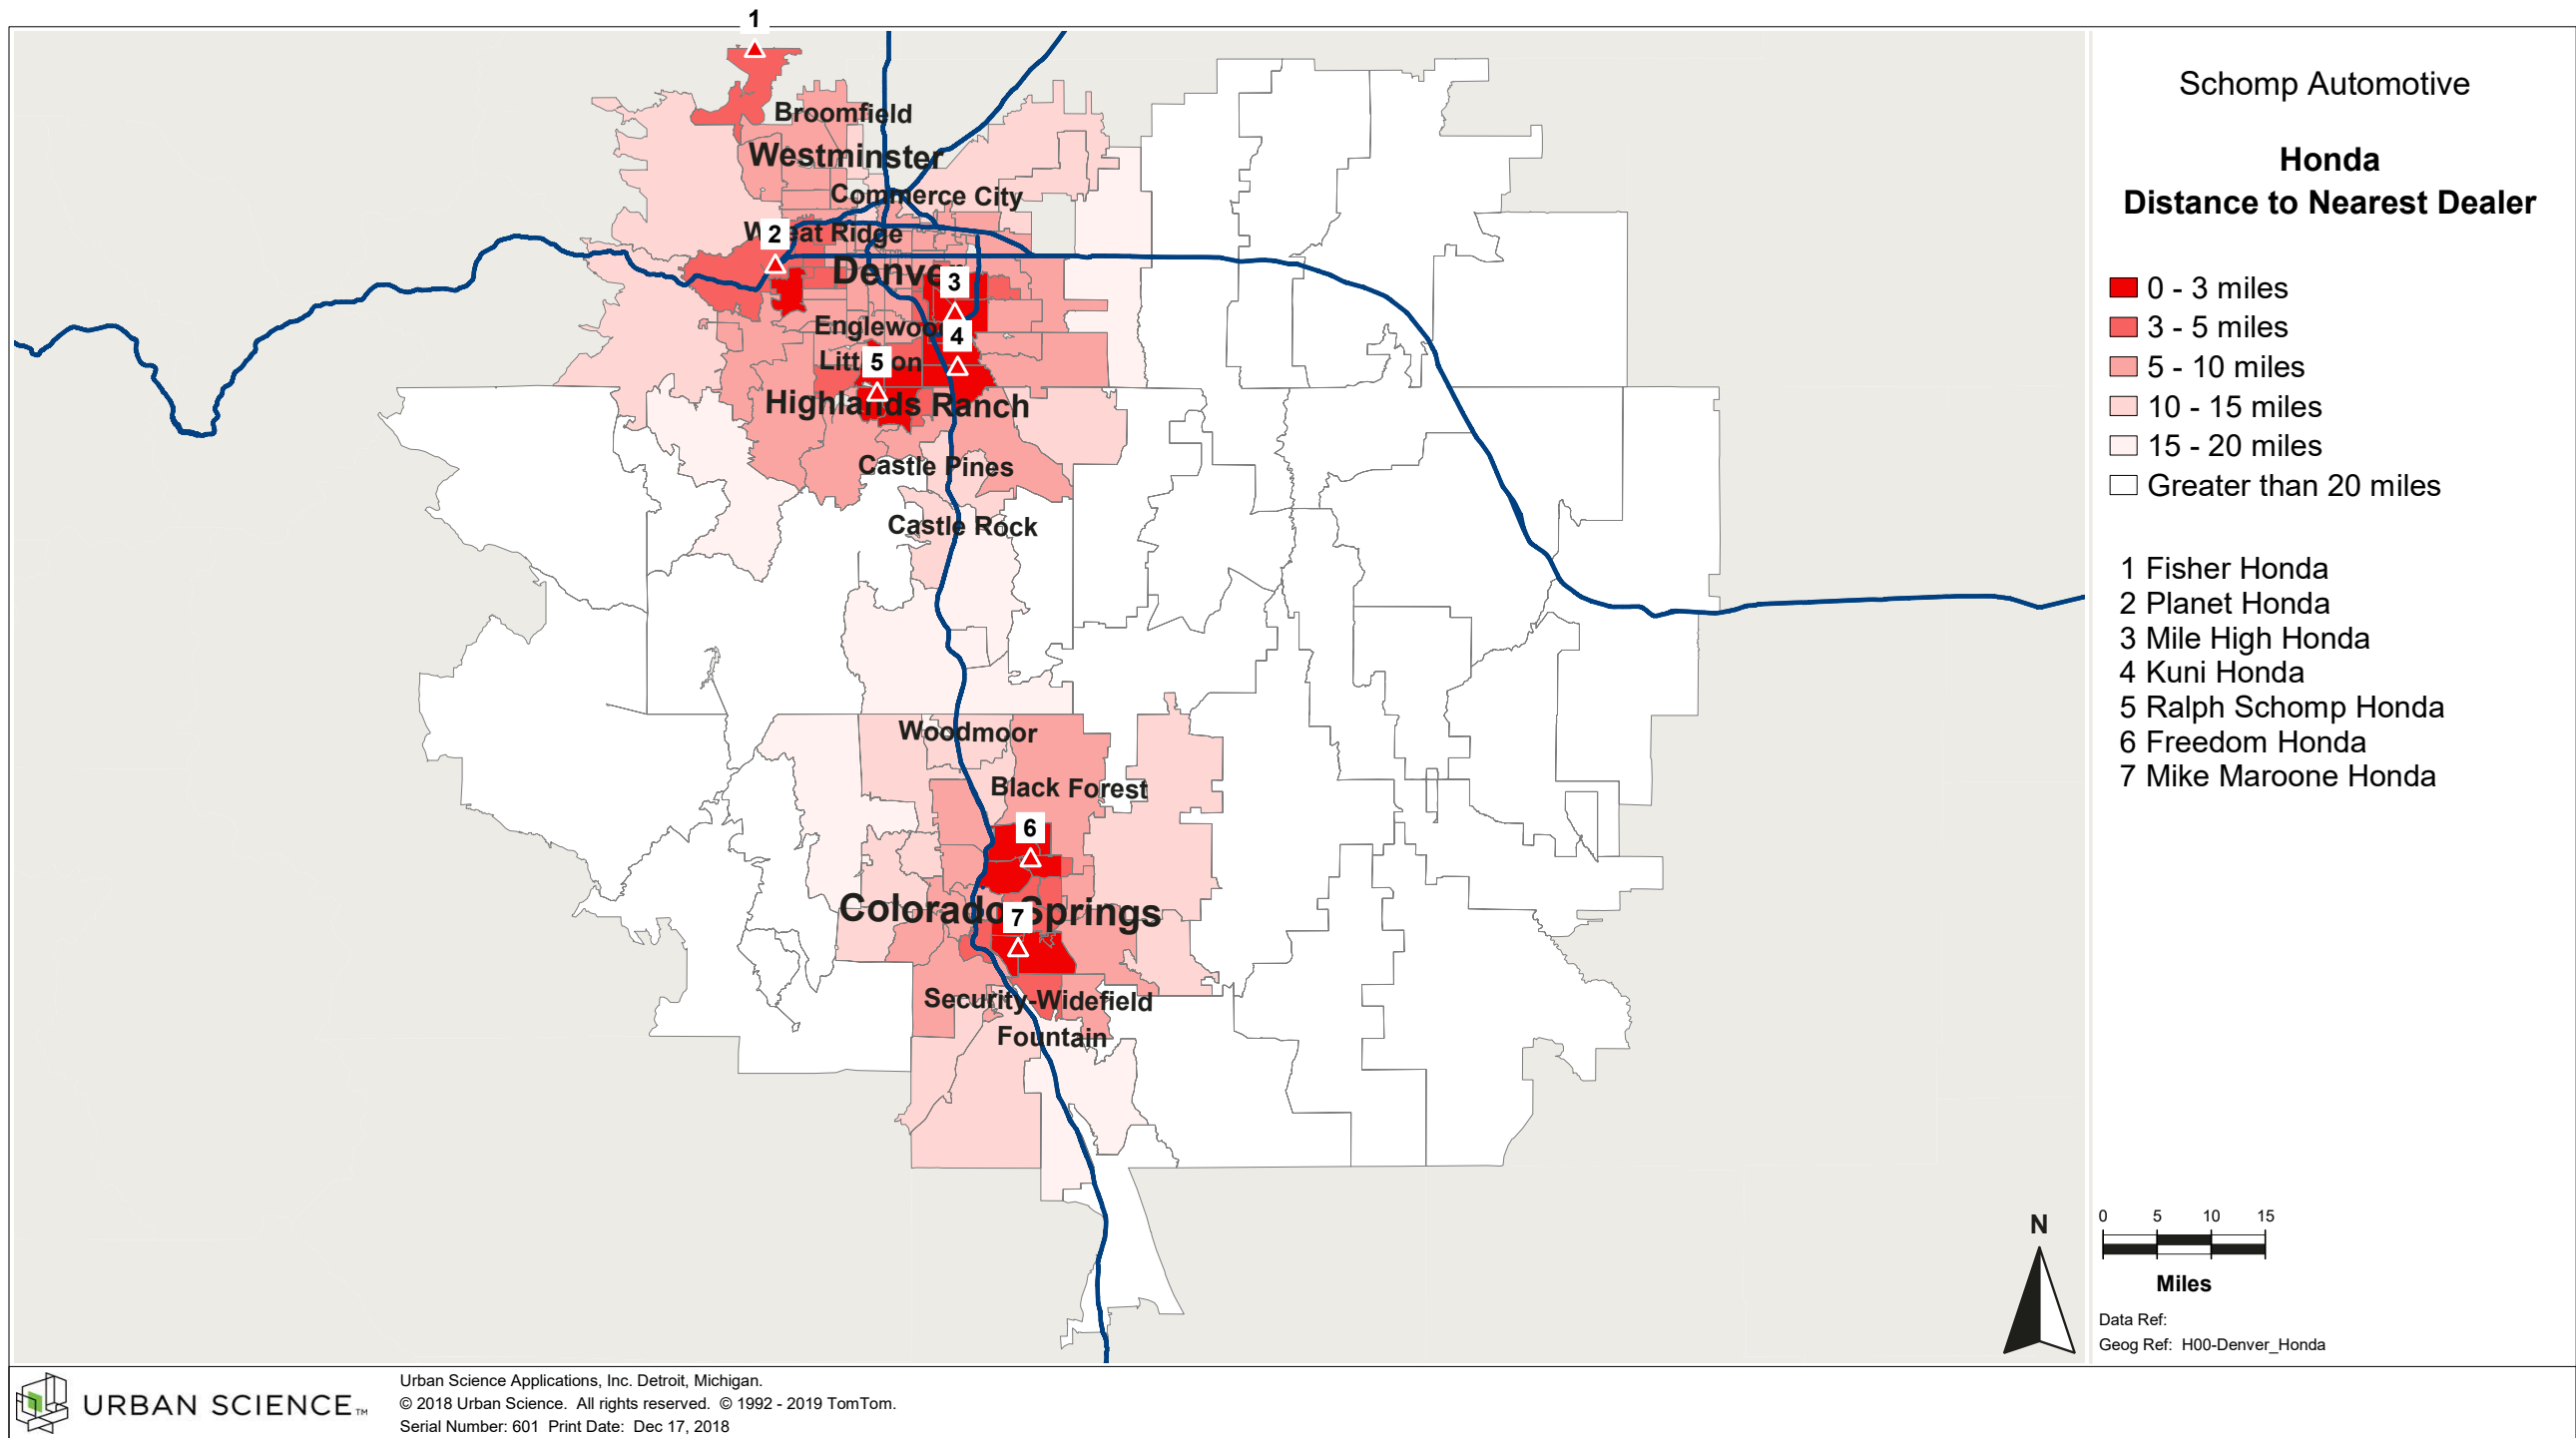 1
Broomfield
Westminster
Commerce City
2
Wheat Ridge
Denver
3
Englewood
4
Littleton
5
Highlands Ranch
Castle Pines
Castle Rock
Woodmoor
Black Forest
6
Colorado Springs
7
Security-Widefield
Fountain
Schomp Automotive
Honda
Distance to Nearest Dealer
0 - 3 miles
3 - 5 miles
5 - 10 miles
10 - 15 miles
15 - 20 miles
Greater than 20 miles
1 Fisher Honda
2 Planet Honda
3 Mile High Honda
4 Kuni Honda
5 Ralph Schomp Honda
6 Freedom Honda
7 Mike Maroone Honda
N
0 5 10 15
Miles
Data Ref:
Geog Ref: H00-Denver_Honda
URBAN SCIENCE™
Urban Science Applications, Inc. Detroit, Michigan.
© 2018 Urban Science. All rights reserved. © 1992 - 2019 TomTom.
Serial Number: 601 Print Date: Dec 17, 2018